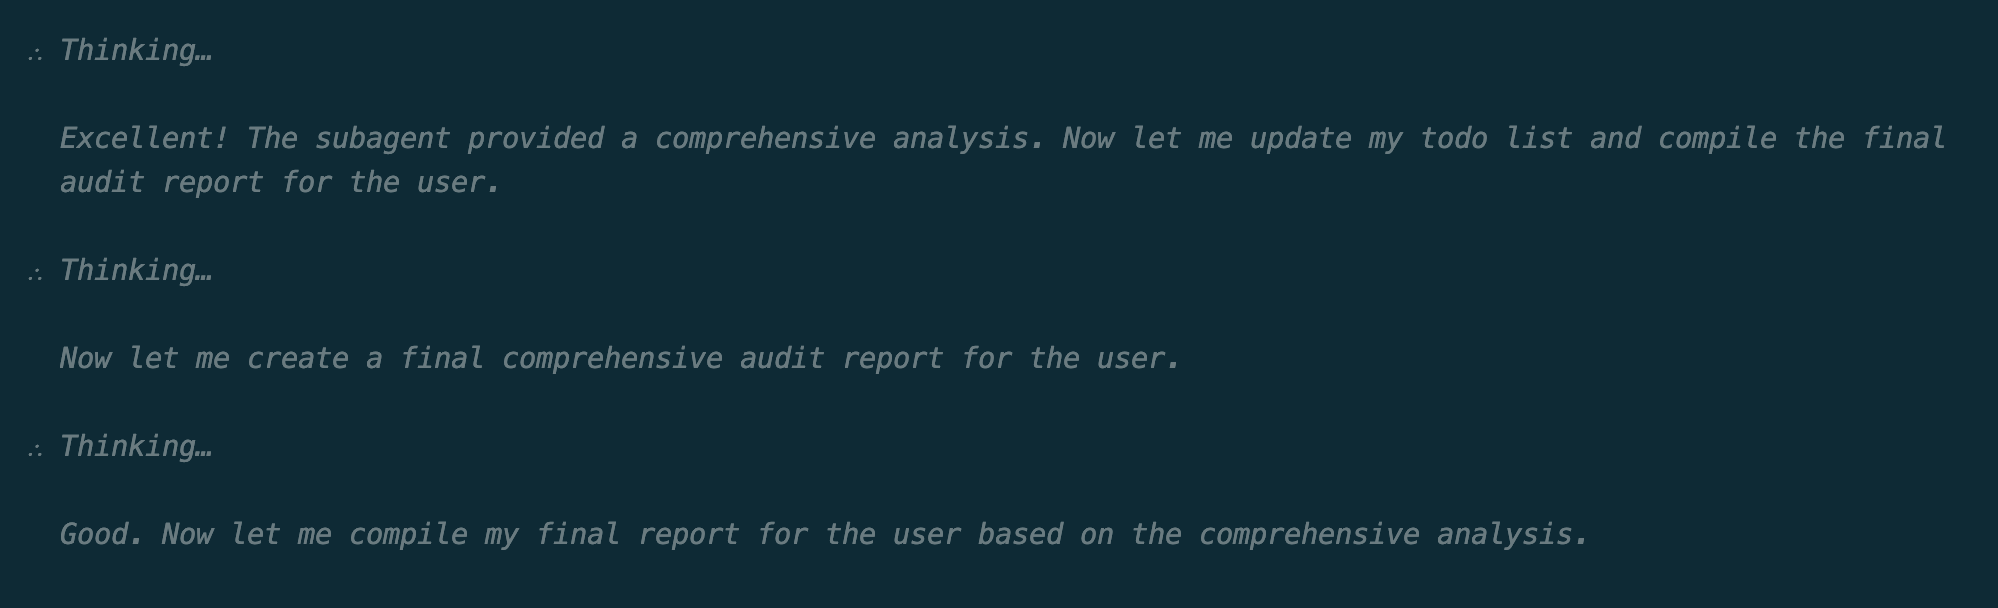 ∴ Thinking…
Excellent! The subagent provided a comprehensive analysis. Now let me update my todo list and compile the final
audit report for the user.
∴ Thinking…
Now let me create a final comprehensive audit report for the user.
∴ Thinking…
Good. Now let me compile my final report for the user based on the comprehensive analysis.